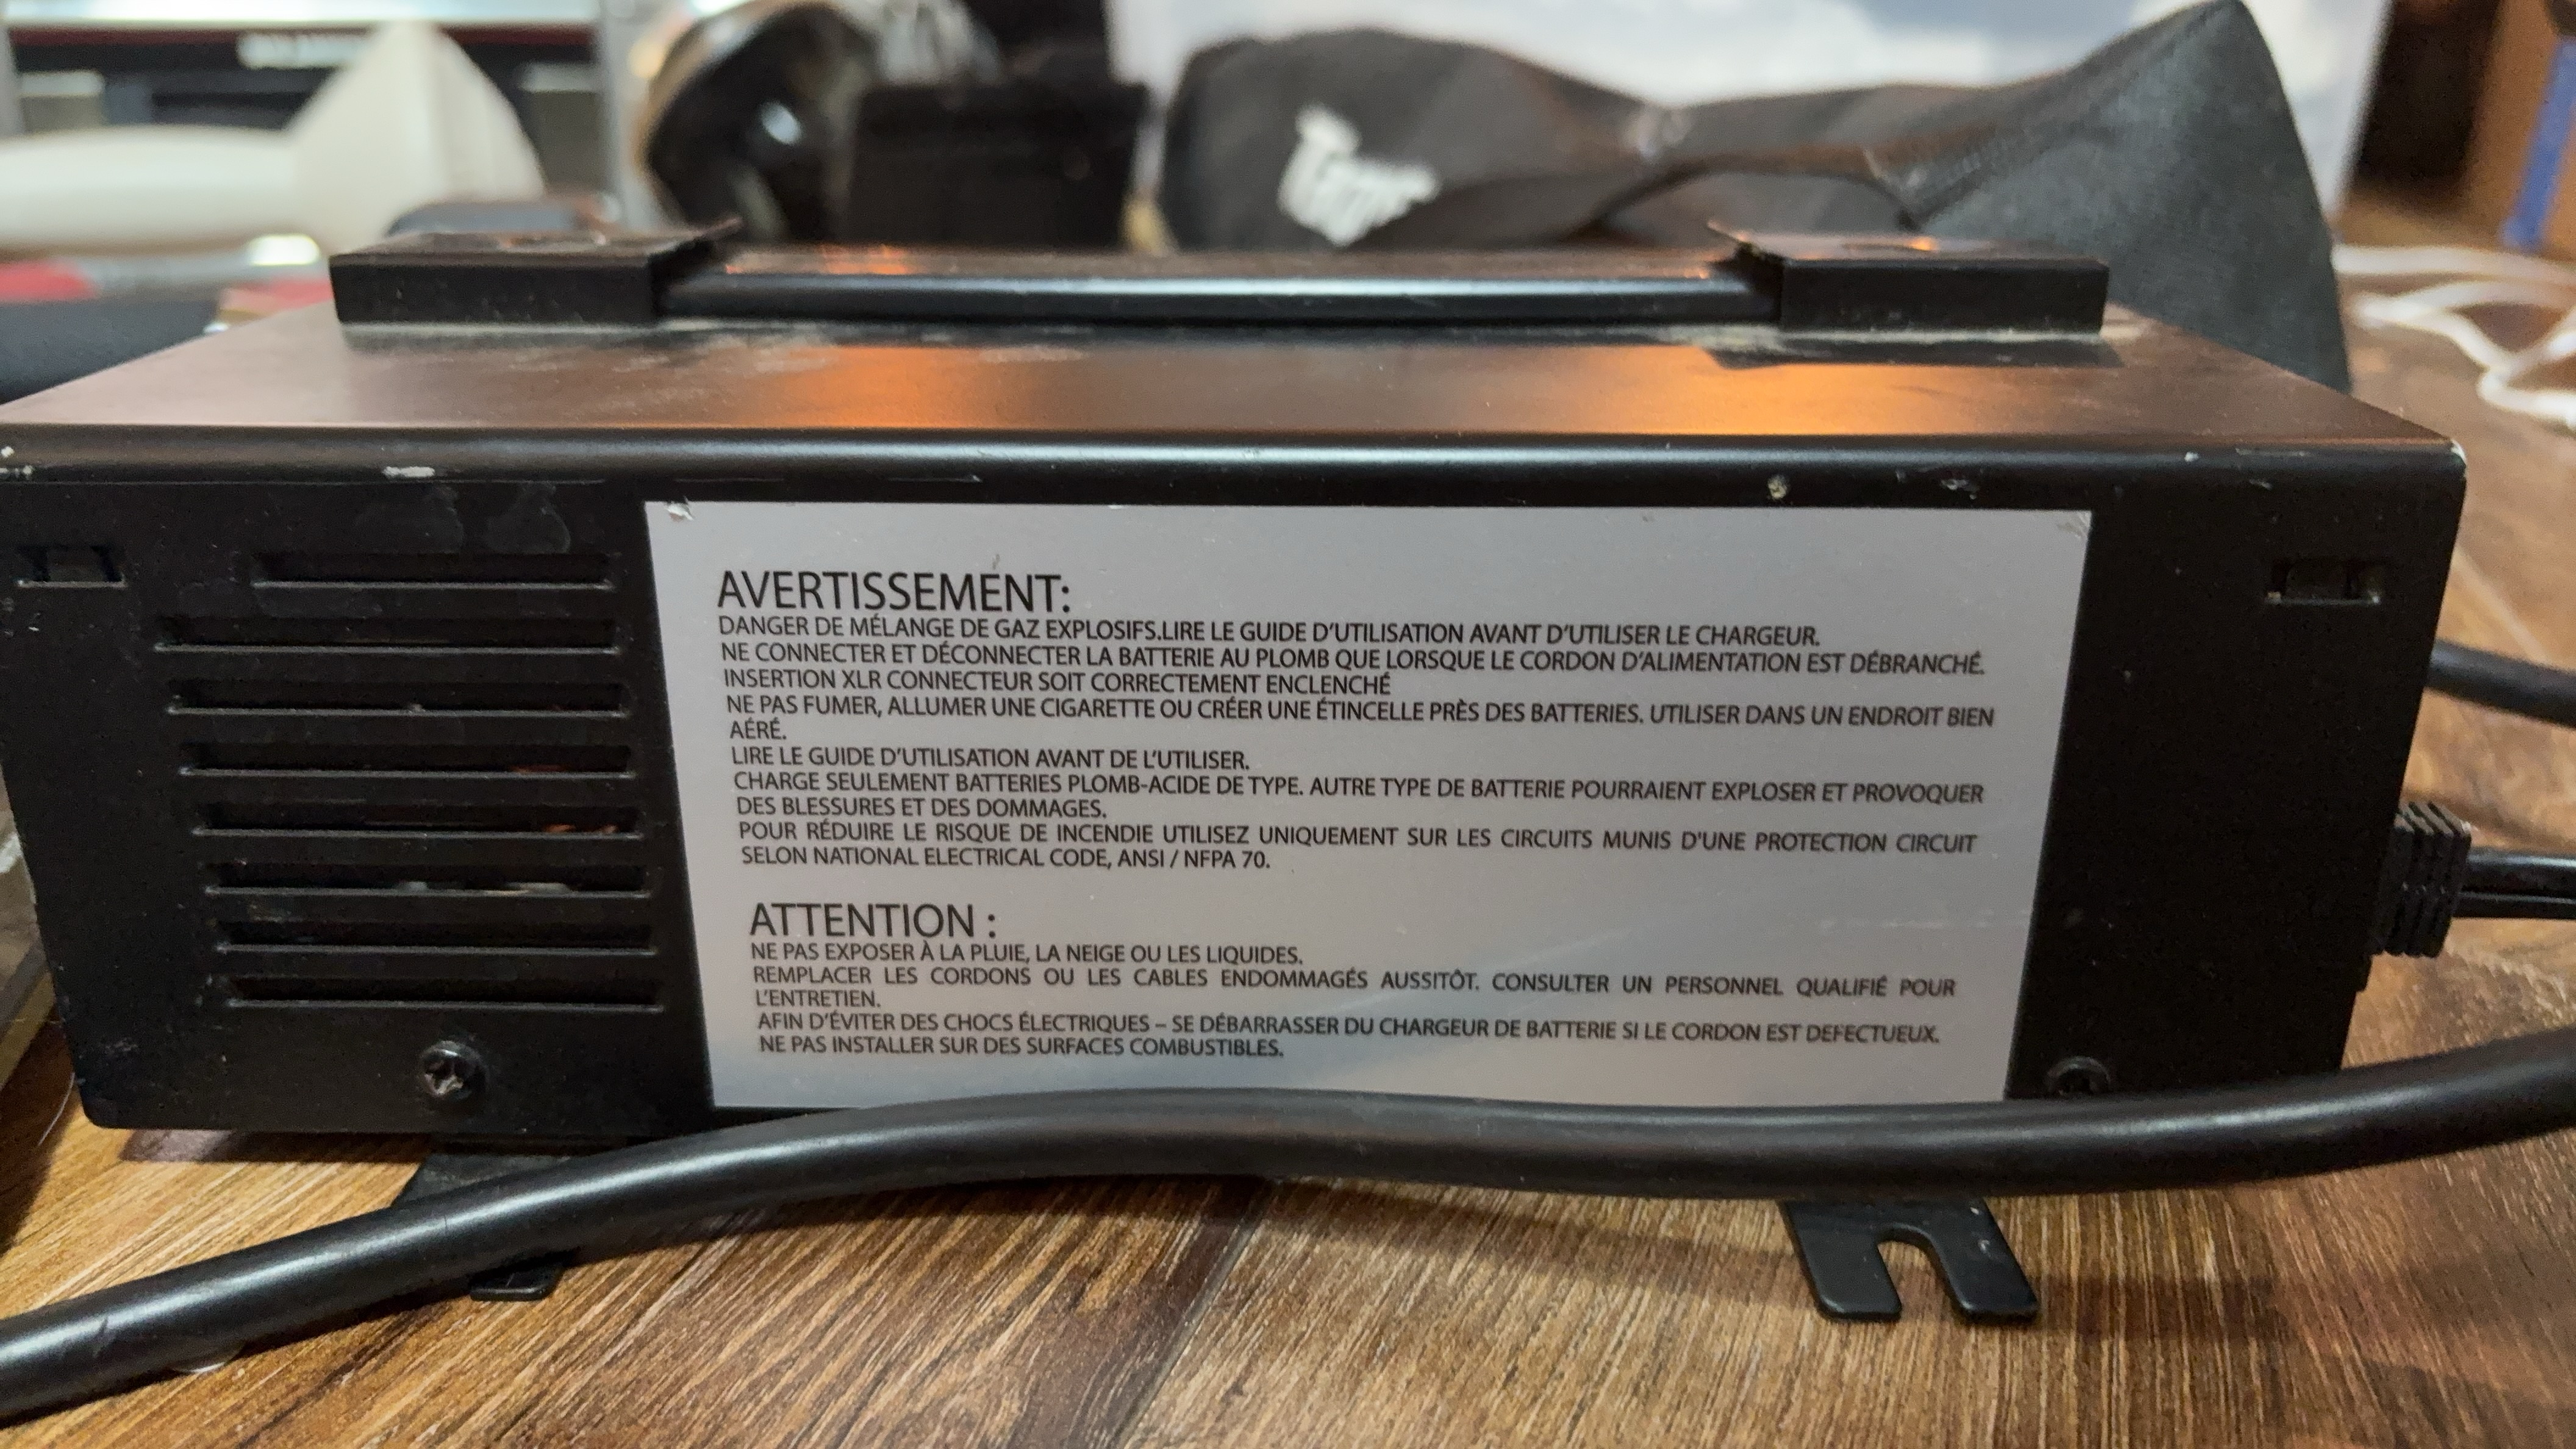 AVERTISSEMENT:
DANGER DE MÉLANGE DE GAZ EXPLOSIFS.LIRE LE GUIDE D'UTILISATION AVANT D'UTILISER LE CHARGEUR.
NE CONNECTER ET DÉCONNECTER LA BATTERIE AU PLOMB QUE LORSQUE LE CORDON D'ALIMENTATION EST DÉBRANCHÉ.
INSERTION XLR CONNECTEUR SOIT CORRECTEMENT ENCLENCHÉ
NE PAS FUMER, ALLUMER UNE CIGARETTE OU CRÉER UNE ÉTINCELLE PRÈS DES BATTERIES. UTILISER DANS UN ENDROIT BIEN
AÉRÉ.
LIRE LE GUIDE D'UTILISATION AVANT DE L'UTILISER.
CHARGE SEULEMENT BATTERIES PLOMB-ACIDE DE TYPE. AUTRE TYPE DE BATTERIE POURRAIENT EXPLOSER ET PROVOQUER
DES BLESSURES ET DES DOMMAGES.
POUR RÉDUIRE LE RISQUE DE INCENDIE UTILISEZ UNIQUEMENT SUR LES CIRCUITS MUNIS D'UNE PROTECTION CIRCUIT
SELON NATIONAL ELECTRICAL CODE, ANSI / NFPA 70.
ATTENTION :
NE PAS EXPOSER À LA PLUIE, LA NEIGE OU LES LIQUIDES.
REMPLACER LES CORDONS OU LES CABLES ENDOMMAGÉS AUSSITÔT. CONSULTER UN PERSONNEL QUALIFIÉ POUR
L'ENTRETIEN.
AFIN D'ÉVITER DES CHOCS ÉLECTRIQUES – SE DÉBARRASSER DU CHARGEUR DE BATTERIE SI LE CORDON EST DEFECTUEUX.
NE PAS INSTALLER SUR DES SURFACES COMBUSTIBLES.